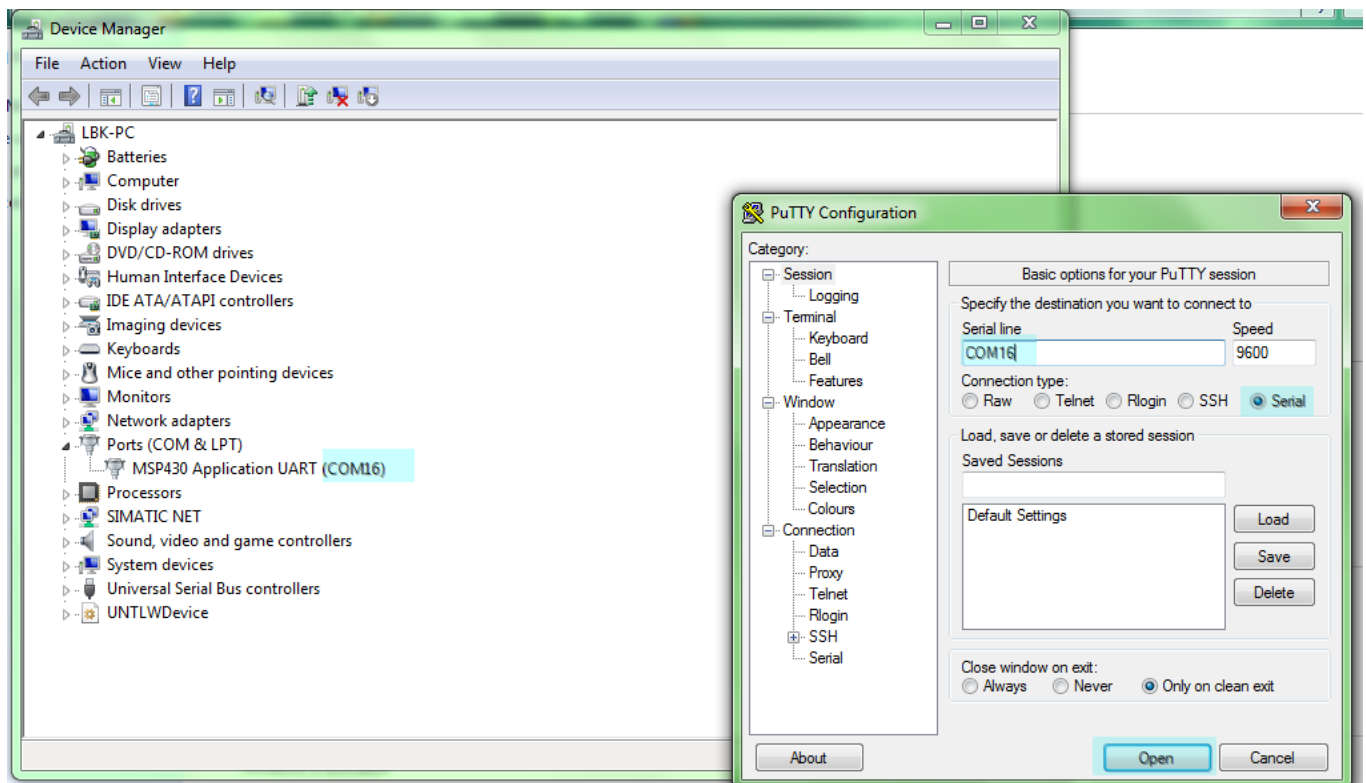 Device Manager
File Action View Help
LBK-PC
Batteries
Computer
Disk drives
Display adapters
DVD/CD-ROM drives
Human Interface Devices
IDE ATA/ATAPI controllers
Imaging devices
Keyboards
Mice and other pointing devices
Monitors
Network adapters
Ports (COM & LPT)
MSP430 Application UART (COM16)
Processors
SIMATIC NET
Sound, video and game controllers
System devices
Universal Serial Bus controllers
UNTLWDevice
PuTTY Configuration
Category:
Session
Logging
Terminal
Keyboard
Bell
Features
Window
Appearance
Behaviour
Translation
Selection
Colours
Connection
Data
Proxy
Telnet
Rlogin
SSH
Serial
Basic options for your PuTTY session
Specify the destination you want to connect to
Serial line Speed
COM16 9600
Connection type:
Raw Telnet Rlogin SSH Serial
Load, save or delete a stored session
Saved Sessions
Default Settings
Load
Save
Delete
Close window on exit:
Always Never Only on clean exit
About Open Cancel